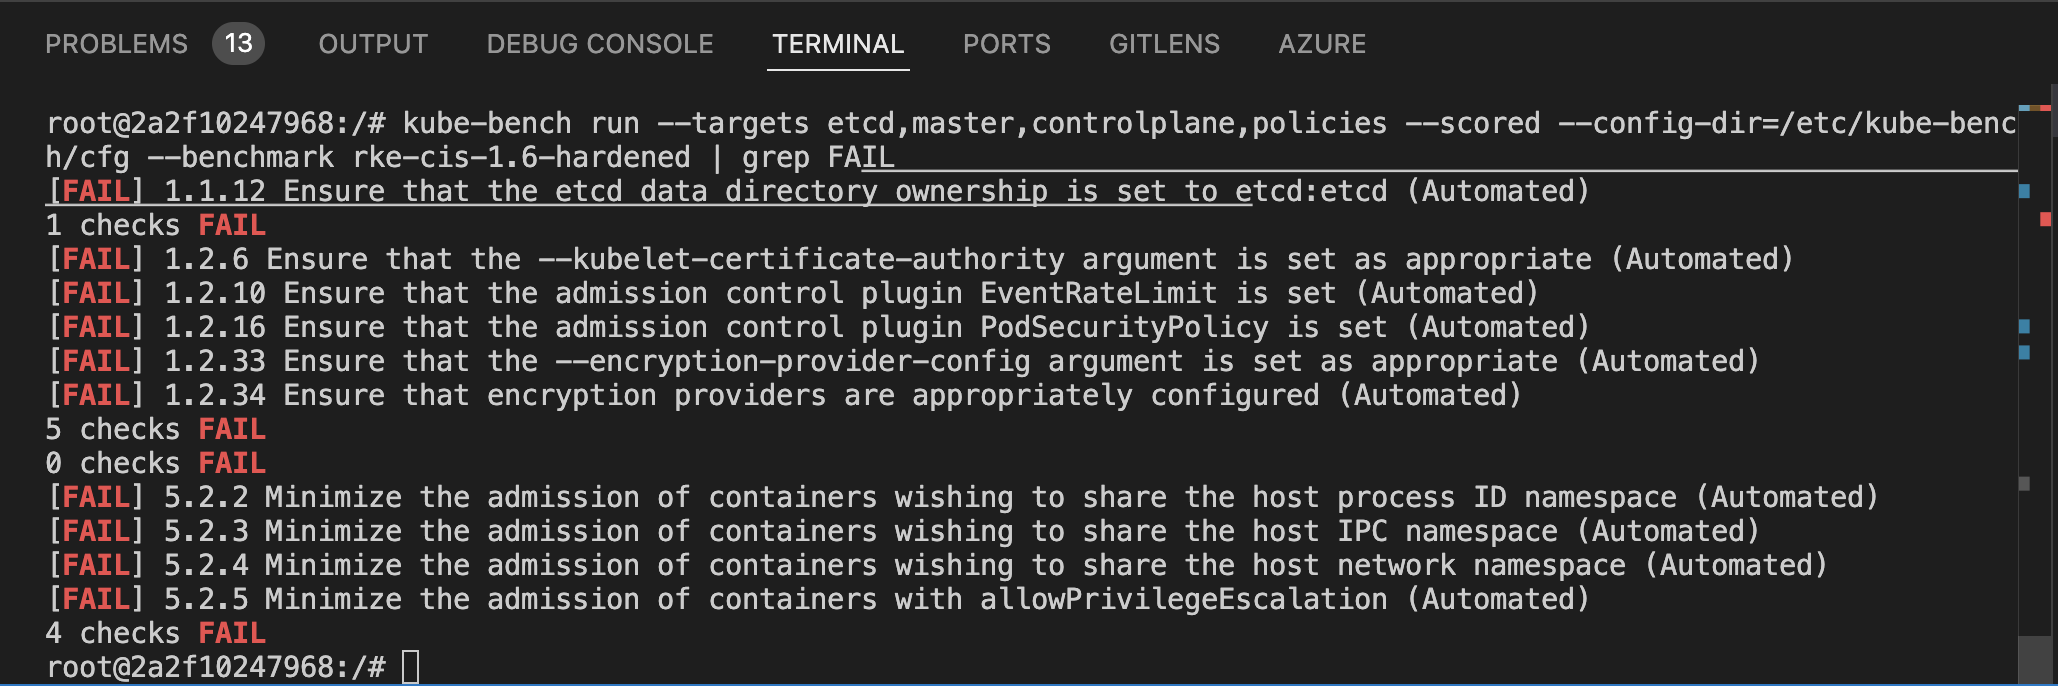 PROBLEMS 13 OUTPUT DEBUG CONSOLE TERMINAL PORTS GITLENS AZURE
root@2a2f10247968:/# kube-bench run --targets etcd,master,controlplane,policies --scored --config-dir=/etc/kube-benc
h/cfg --benchmark rke-cis-1.6-hardened | grep FAIL
[FAIL] 1.1.12 Ensure that the etcd data directory ownership is set to etcd:etcd (Automated)
1 checks FAIL
[FAIL] 1.2.6 Ensure that the --kubelet-certificate-authority argument is set as appropriate (Automated)
[FAIL] 1.2.10 Ensure that the admission control plugin EventRateLimit is set (Automated)
[FAIL] 1.2.16 Ensure that the admission control plugin PodSecurityPolicy is set (Automated)
[FAIL] 1.2.33 Ensure that the --encryption-provider-config argument is set as appropriate (Automated)
[FAIL] 1.2.34 Ensure that encryption providers are appropriately configured (Automated)
5 checks FAIL
0 checks FAIL
[FAIL] 5.2.2 Minimize the admission of containers wishing to share the host process ID namespace (Automated)
[FAIL] 5.2.3 Minimize the admission of containers wishing to share the host IPC namespace (Automated)
[FAIL] 5.2.4 Minimize the admission of containers wishing to share the host network namespace (Automated)
[FAIL] 5.2.5 Minimize the admission of containers with allowPrivilegeEscalation (Automated)
4 checks FAIL
root@2a2f10247968:/#